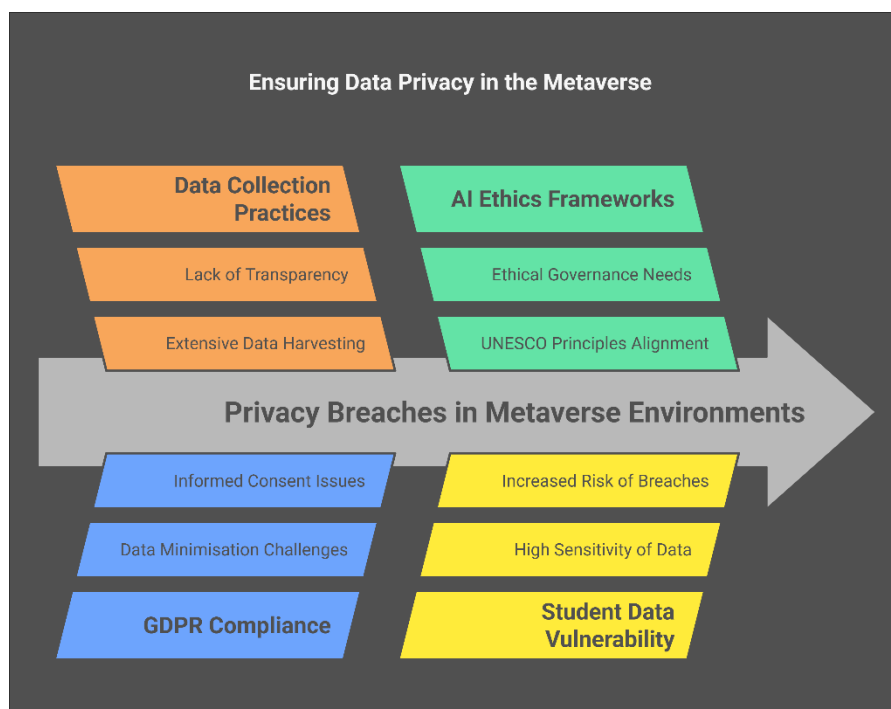 Ensuring Data Privacy in the Metaverse
Data Collection
Practices
Lack of Transparency
Extensive Data Harvesting
AI Ethics Frameworks
Ethical Governance Needs
UNESCO Principles Alignment
Privacy Breaches in Metaverse Environments
Informed Consent Issues
Data Minimisation Challenges
GDPR Compliance
Increased Risk of Breaches
High Sensitivity of Data
Student Data
Vulnerability